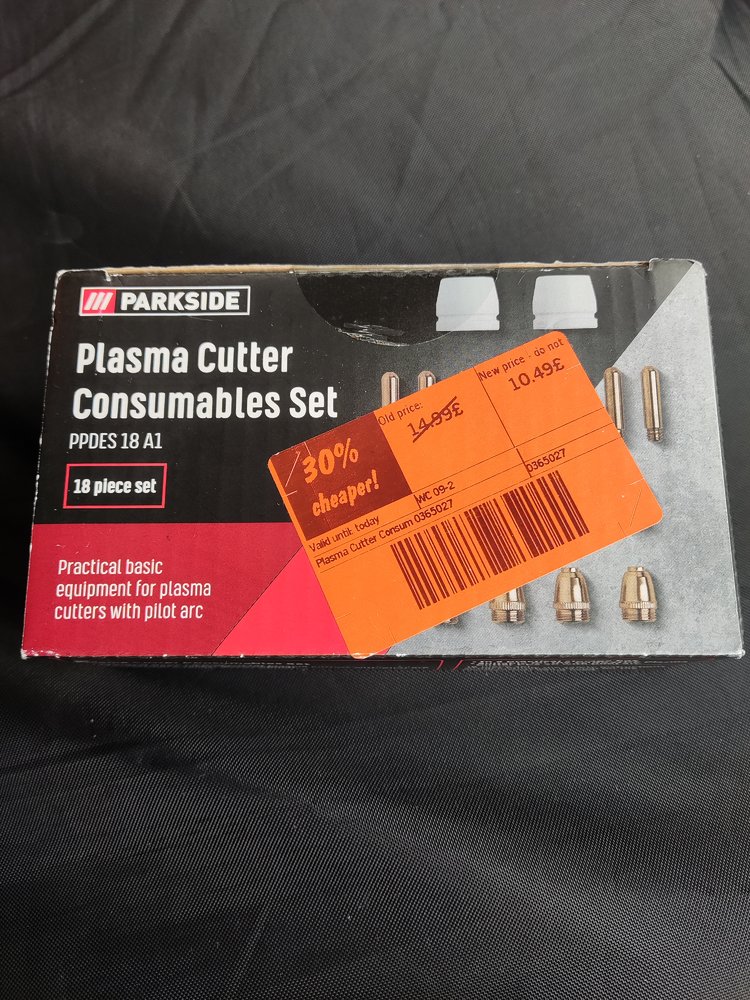 PARKSIDE
Plasma Cutter
Consumables Set
PPDES 18 A1
18 piece set
Practical basic
equipment for plasma
cutters with pilot arc
30%
cheaper!
Old price:
14.99£
New price - do not
10.49£
Valid until: today
WC 09-2
0365027
Plasma Cutter Consum 0365027